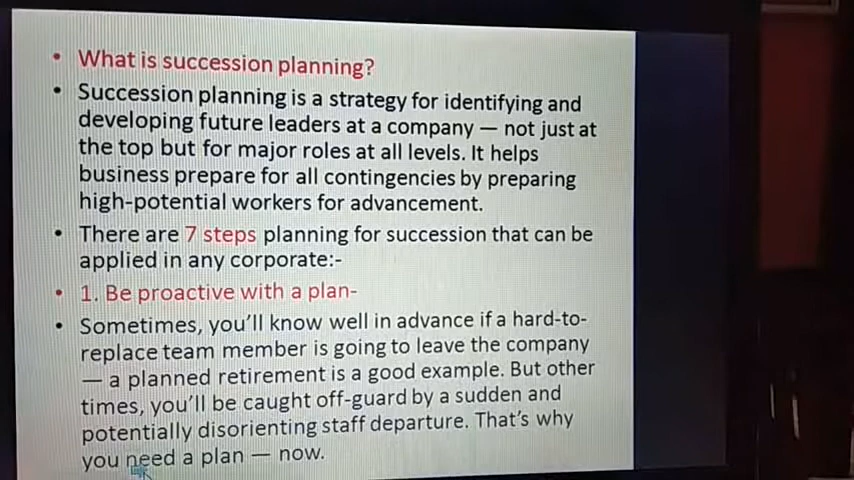 • What is succession planning?
• Succession planning is a strategy for identifying and
developing future leaders at a company — not just at
the top but for major roles at all levels. It helps
business prepare for all contingencies by preparing
high-potential workers for advancement.
• There are 7 steps planning for succession that can be
applied in any corporate:-
• 1. Be proactive with a plan-
• Sometimes, you'll know well in advance if a hard-to-
replace team member is going to leave the company
— a planned retirement is a good example. But other
times, you'll be caught off-guard by a sudden and
potentially disorienting staff departure. That's why
you need a plan — now.